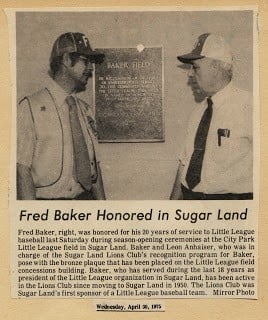 BAKER FIELD
Fred Baker Honored in Sugar Land
Fred Baker, right, was honored for his 20 years of service to Little League
baseball last Saturday during season-opening ceremonies at the City Park
Little League field in Sugar Land. Baker and Leon Anhaiser, who was in
charge of the Sugar Land Lions Club's recognition program for Baker,
pose with the bronze plaque that has been placed on the Little League field
concessions building. Baker, who has served during the last 18 years as
president of the Little League organization in Sugar Land, has been active
in the Lions Club since moving to Sugar Land in 1950. The Lions Club was
Sugar Land's first sponsor of a Little League baseball team. Mirror Photo
Wednesday, April 30, 1975